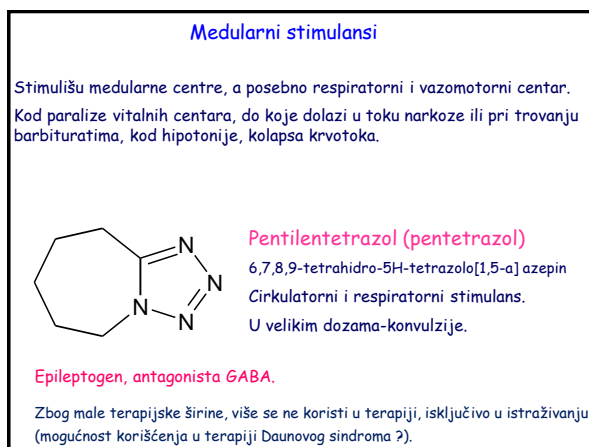 Medularni stimulansi
Stimulišu medularne centre, a posebno respiratorni i vazomotorni centar.
Kod paralize vitalnih centara, do koje dolazi u toku narkoze ili pri trovanju
barbituratima, kod hipotonije, kolapsa krvotoka.
N
N
N
N
Pentilentetrazol (pentetrazol)
6,7,8,9-tetrahidro-5H-tetrazolo[1,5-a] azepin
Cirkulatorni i respiratorni stimulans.
U velikim dozama-konvulzije.
Epileptogen, antagonista GABA.
Zbog male terapijske širine, više se ne koristi u terapiji, isključivo u istraživanju
(mogućnost korišćenja u terapiji Daunovog sindroma ?).